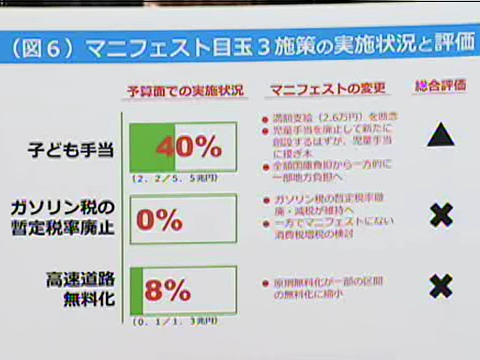 （図6）マニフェスト目玉3施策の実施状況と評価
予算面での実施状況
マニフェストの変更
総合評価
子ども手当
40%
(2.2／5.5兆円)
● 満額支給（2.6万円）を断念
● 児童手当を廃止して新たに
創設するはずが、児童手当
に接ぎ木
● 全額国庫負担から一方的に
一部地方負担へ
▲
ガソリン税の
暫定税率廃止
0%
● ガソリン税の暫定税率撤
廃・減税が維持へ
● 一方でマニフェストにない
消費税増税の検討
✖
高速道路
無料化
8%
(0.1／1.3兆円)
● 原則無料化が一部の区間
の無料化に縮小
✖